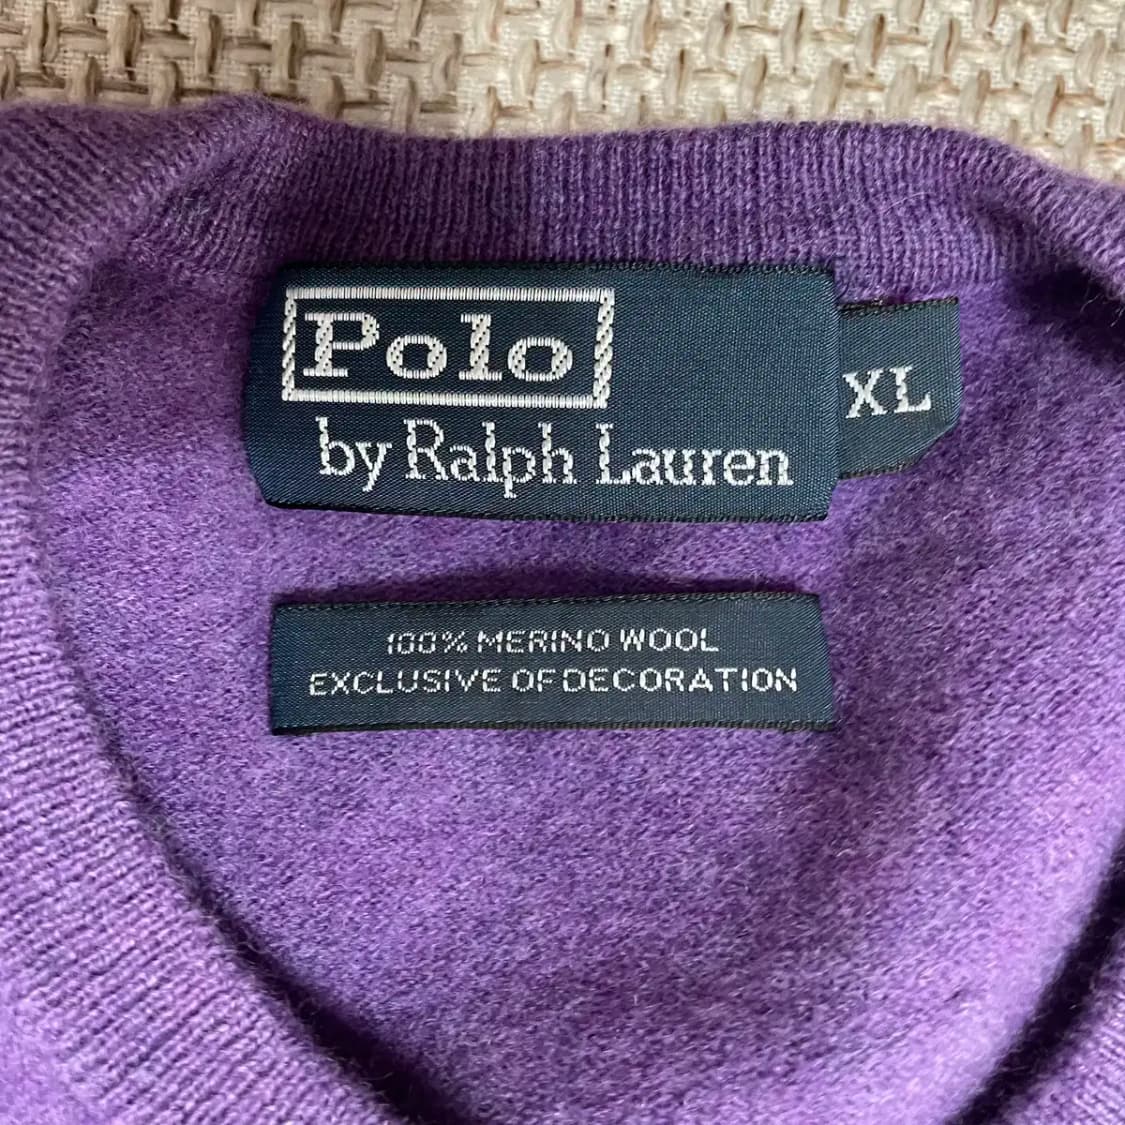 Polo
by Ralph Lauren
XL
100% MERINO WOOL
EXCLUSIVE OF DECORATION